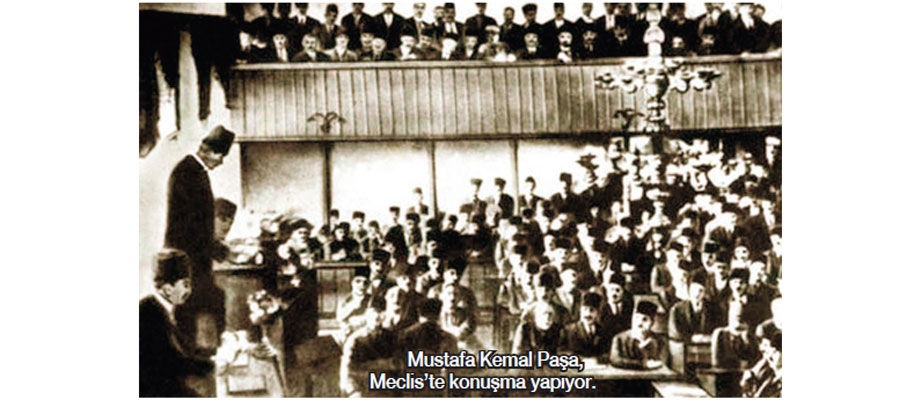 Mustafa Kemal Paşa,
Meclis'te konuşma yapıyor.